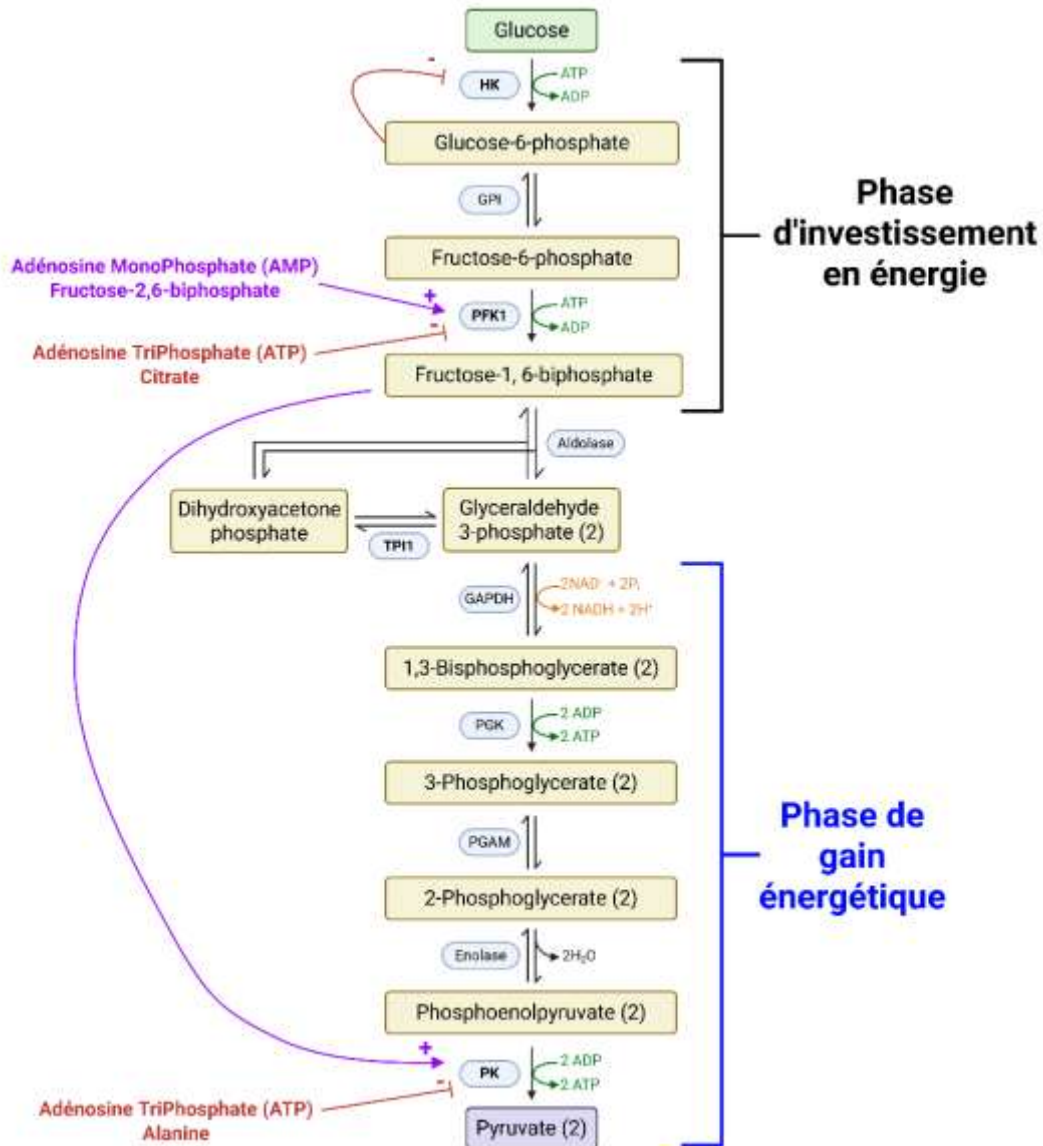 Glucose
-
HK
ATP
ADP
Glucose-6-phosphate
GPI
Phase
d'investissement
en énergie
Fructose-6-phosphate
Adénosine MonoPhosphate (AMP)
Fructose-2,6-biphosphate
+
-
PFK1
ATP
ADP
Adénosine TriPhosphate (ATP)
Citrate
Fructose-1, 6-biphosphate
Aldolase
Dihydroxyacetone
phosphate
TPI1
Glyceraldehyde
3-phosphate (2)
GAPDH
2NAD⁺ + 2Pᵢ
2 NADH + 2H⁺
1,3-Bisphosphoglycerate (2)
PGK
2 ADP
2 ATP
3-Phosphoglycerate (2)
PGAM
Phase de
gain
énergétique
2-Phosphoglycerate (2)
Enolase
2H₂O
Phosphoenolpyruvate (2)
+
-
PK
2 ADP
2 ATP
Adénosine TriPhosphate (ATP)
Alanine
Pyruvate (2)